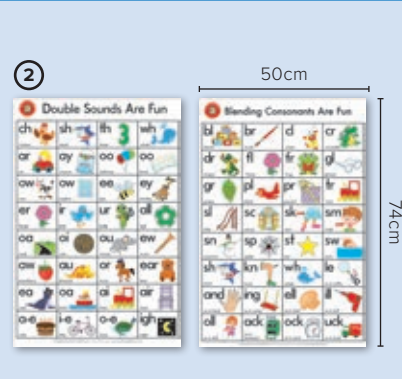 2
50cm
74cm
Double Sounds Are Fun
ch sh th wh
ar ay oo oo
ow ow ee ey
er ir ur all
oa oi ou ew
aw au or ear
ea oa ai air
a-e i-e o-e igh
Blending Consonants Are Fun
bl br cl cr
dr fl fr gl
gr pl pr tr
sl sc sk sm
sn sp st sw
sh kn wh le
and ing ell ill
oll ack ock uck